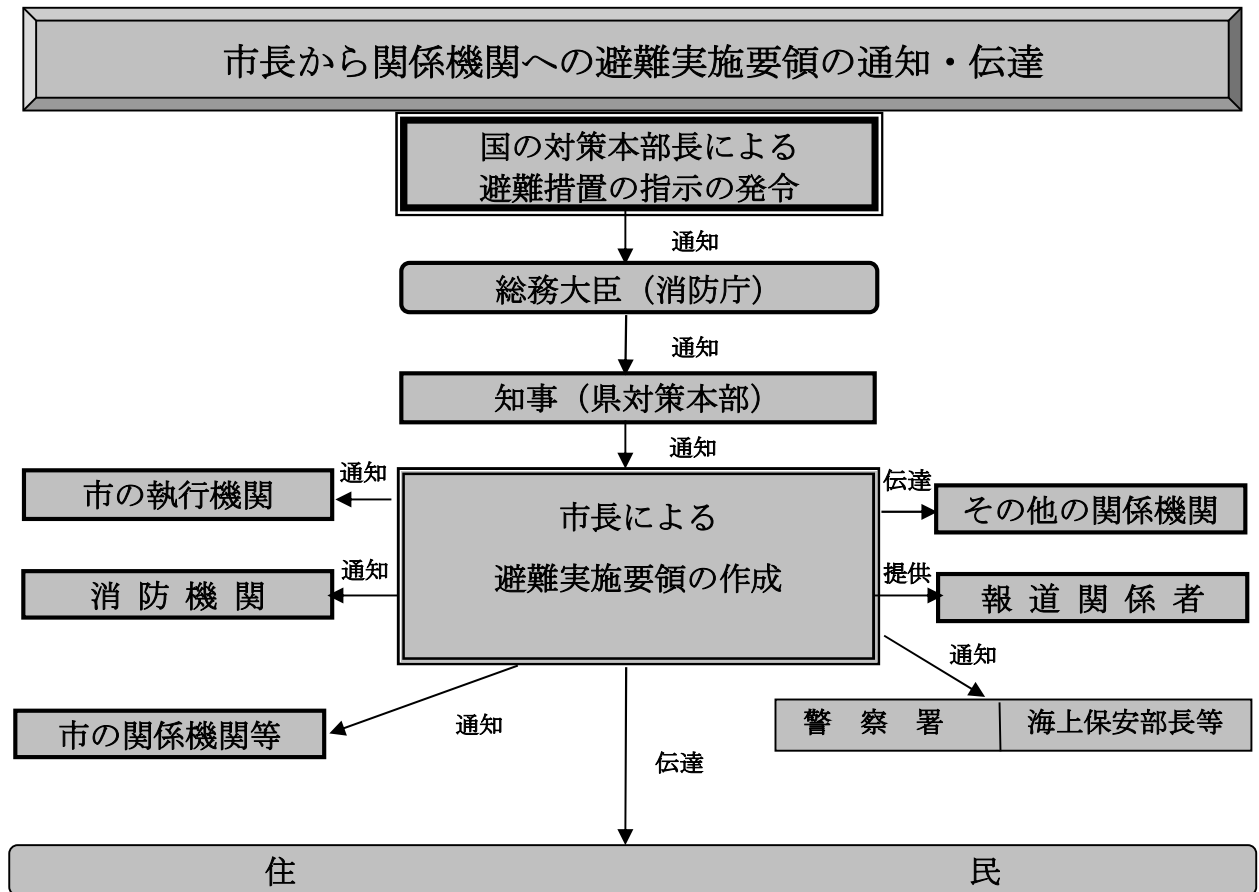 市長から関係機関への避難実施要領の通知・伝達
国の対策本部長による
避難措置の指示の発令
通知
総務大臣（消防庁）
通知
知事（県対策本部）
通知
市の執行機関
通知
市長による
避難実施要領の作成
伝達
その他の関係機関
消 防 機 関
通知
提供
報 道 関 係 者
通知
市の関係機関等
通知
警 察 署
海上保安部長等
伝達
住 民